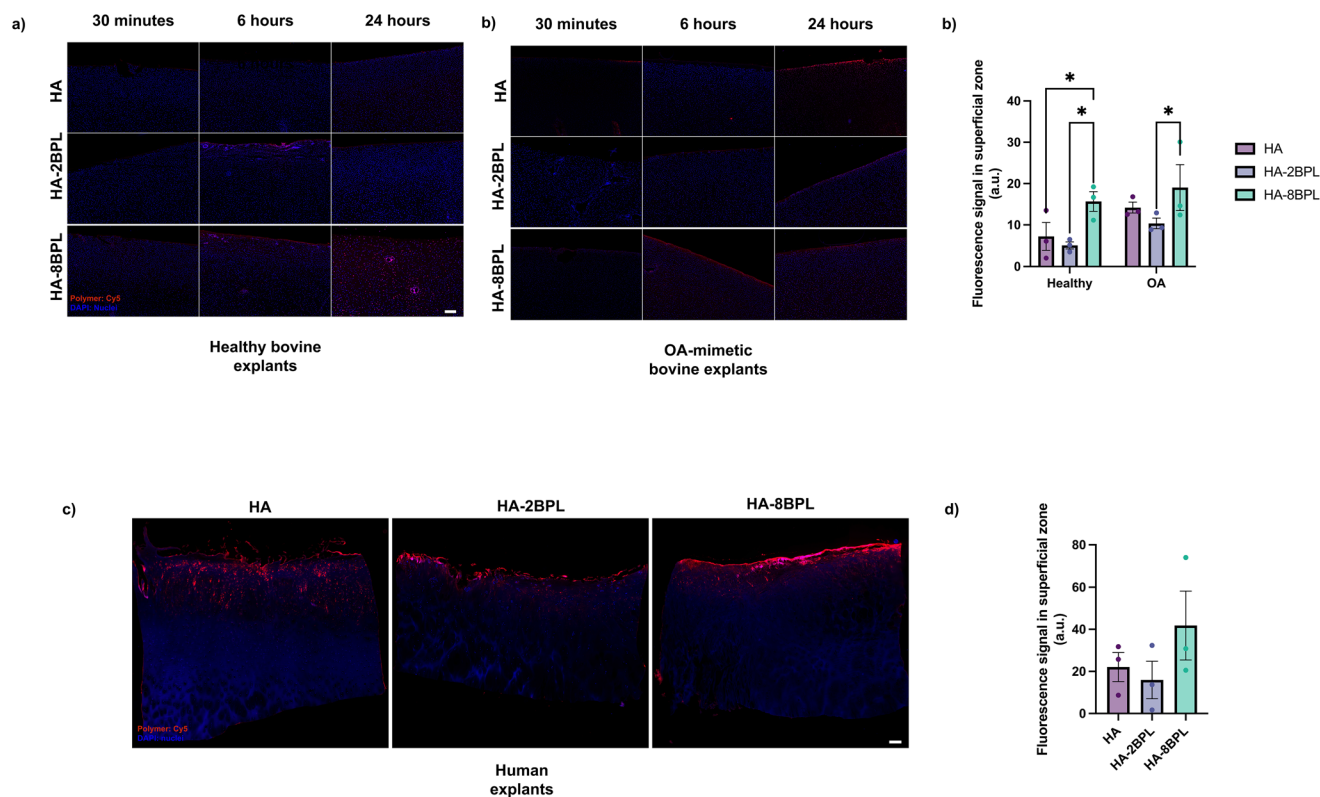 a)
30 minutes
6 hours
24 hours
HA
HA-2BPL
HA-8BPL
Polymer: Cy5
DAPI: Nuclei
Healthy bovine
explants
b)
30 minutes
6 hours
24 hours
HA
HA-2BPL
HA-8BPL
OA-mimetic
bovine explants
b)
Fluorescence signal in superficial zone
(a.u.)
40
30
20
10
0
*
*
*
Healthy
OA
HA
HA-2BPL
HA-8BPL
c)
HA
HA-2BPL
HA-8BPL
Polymer: Cy5
DAPI: Nuclei
Human
explants
d)
Fluorescence signal in superficial zone
(a.u.)
80
60
40
20
0
HA
HA-2BPL
HA-8BPL